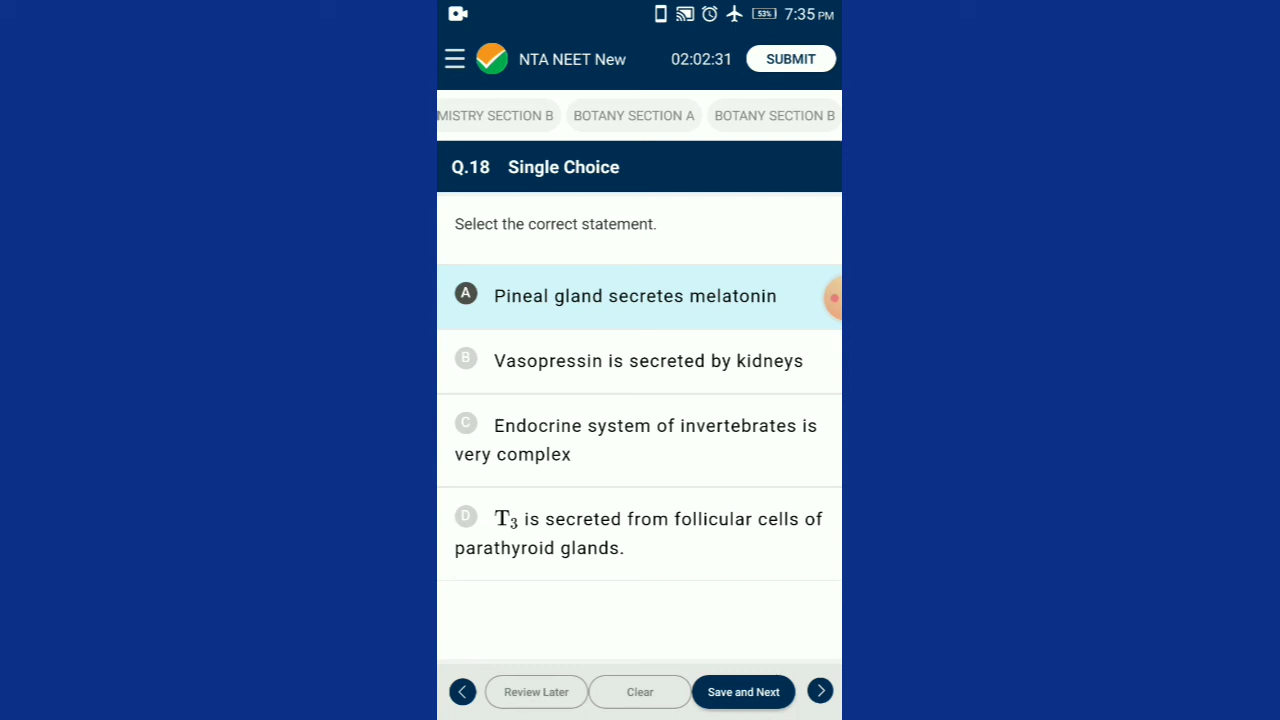 53% 7:35 PM
NTA NEET New 02:02:31 SUBMIT
MISTRY SECTION B BOTANY SECTION A BOTANY SECTION B
Q.18 Single Choice
Select the correct statement.
A Pineal gland secretes melatonin
B Vasopressin is secreted by kidneys
C Endocrine system of invertebrates is
very complex
D T₃ is secreted from follicular cells of
parathyroid glands.
Review Later Clear Save and Next